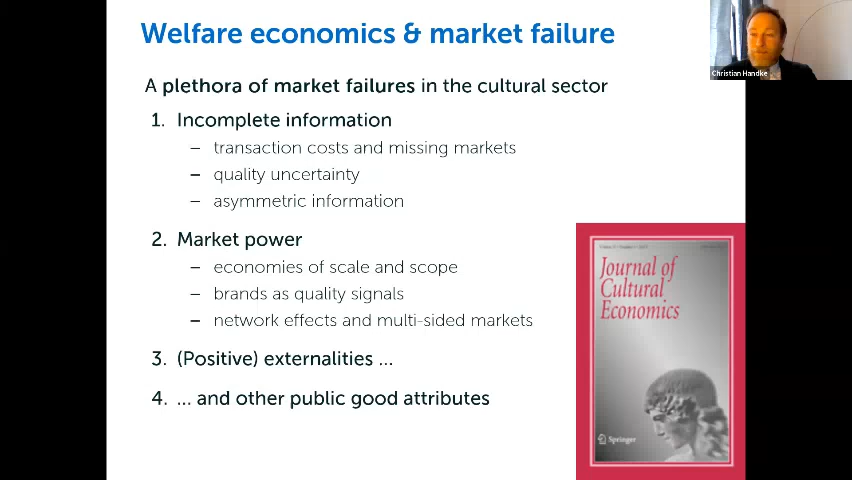 Welfare economics & market failure
Christian Handke
A plethora of market failures in the cultural sector
1. Incomplete information
– transaction costs and missing markets
– quality uncertainty
– asymmetric information
2. Market power
– economies of scale and scope
– brands as quality signals
– network effects and multi-sided markets
3. (Positive) externalities ...
4. ... and other public good attributes
Journal of
Cultural
Economics
Springer